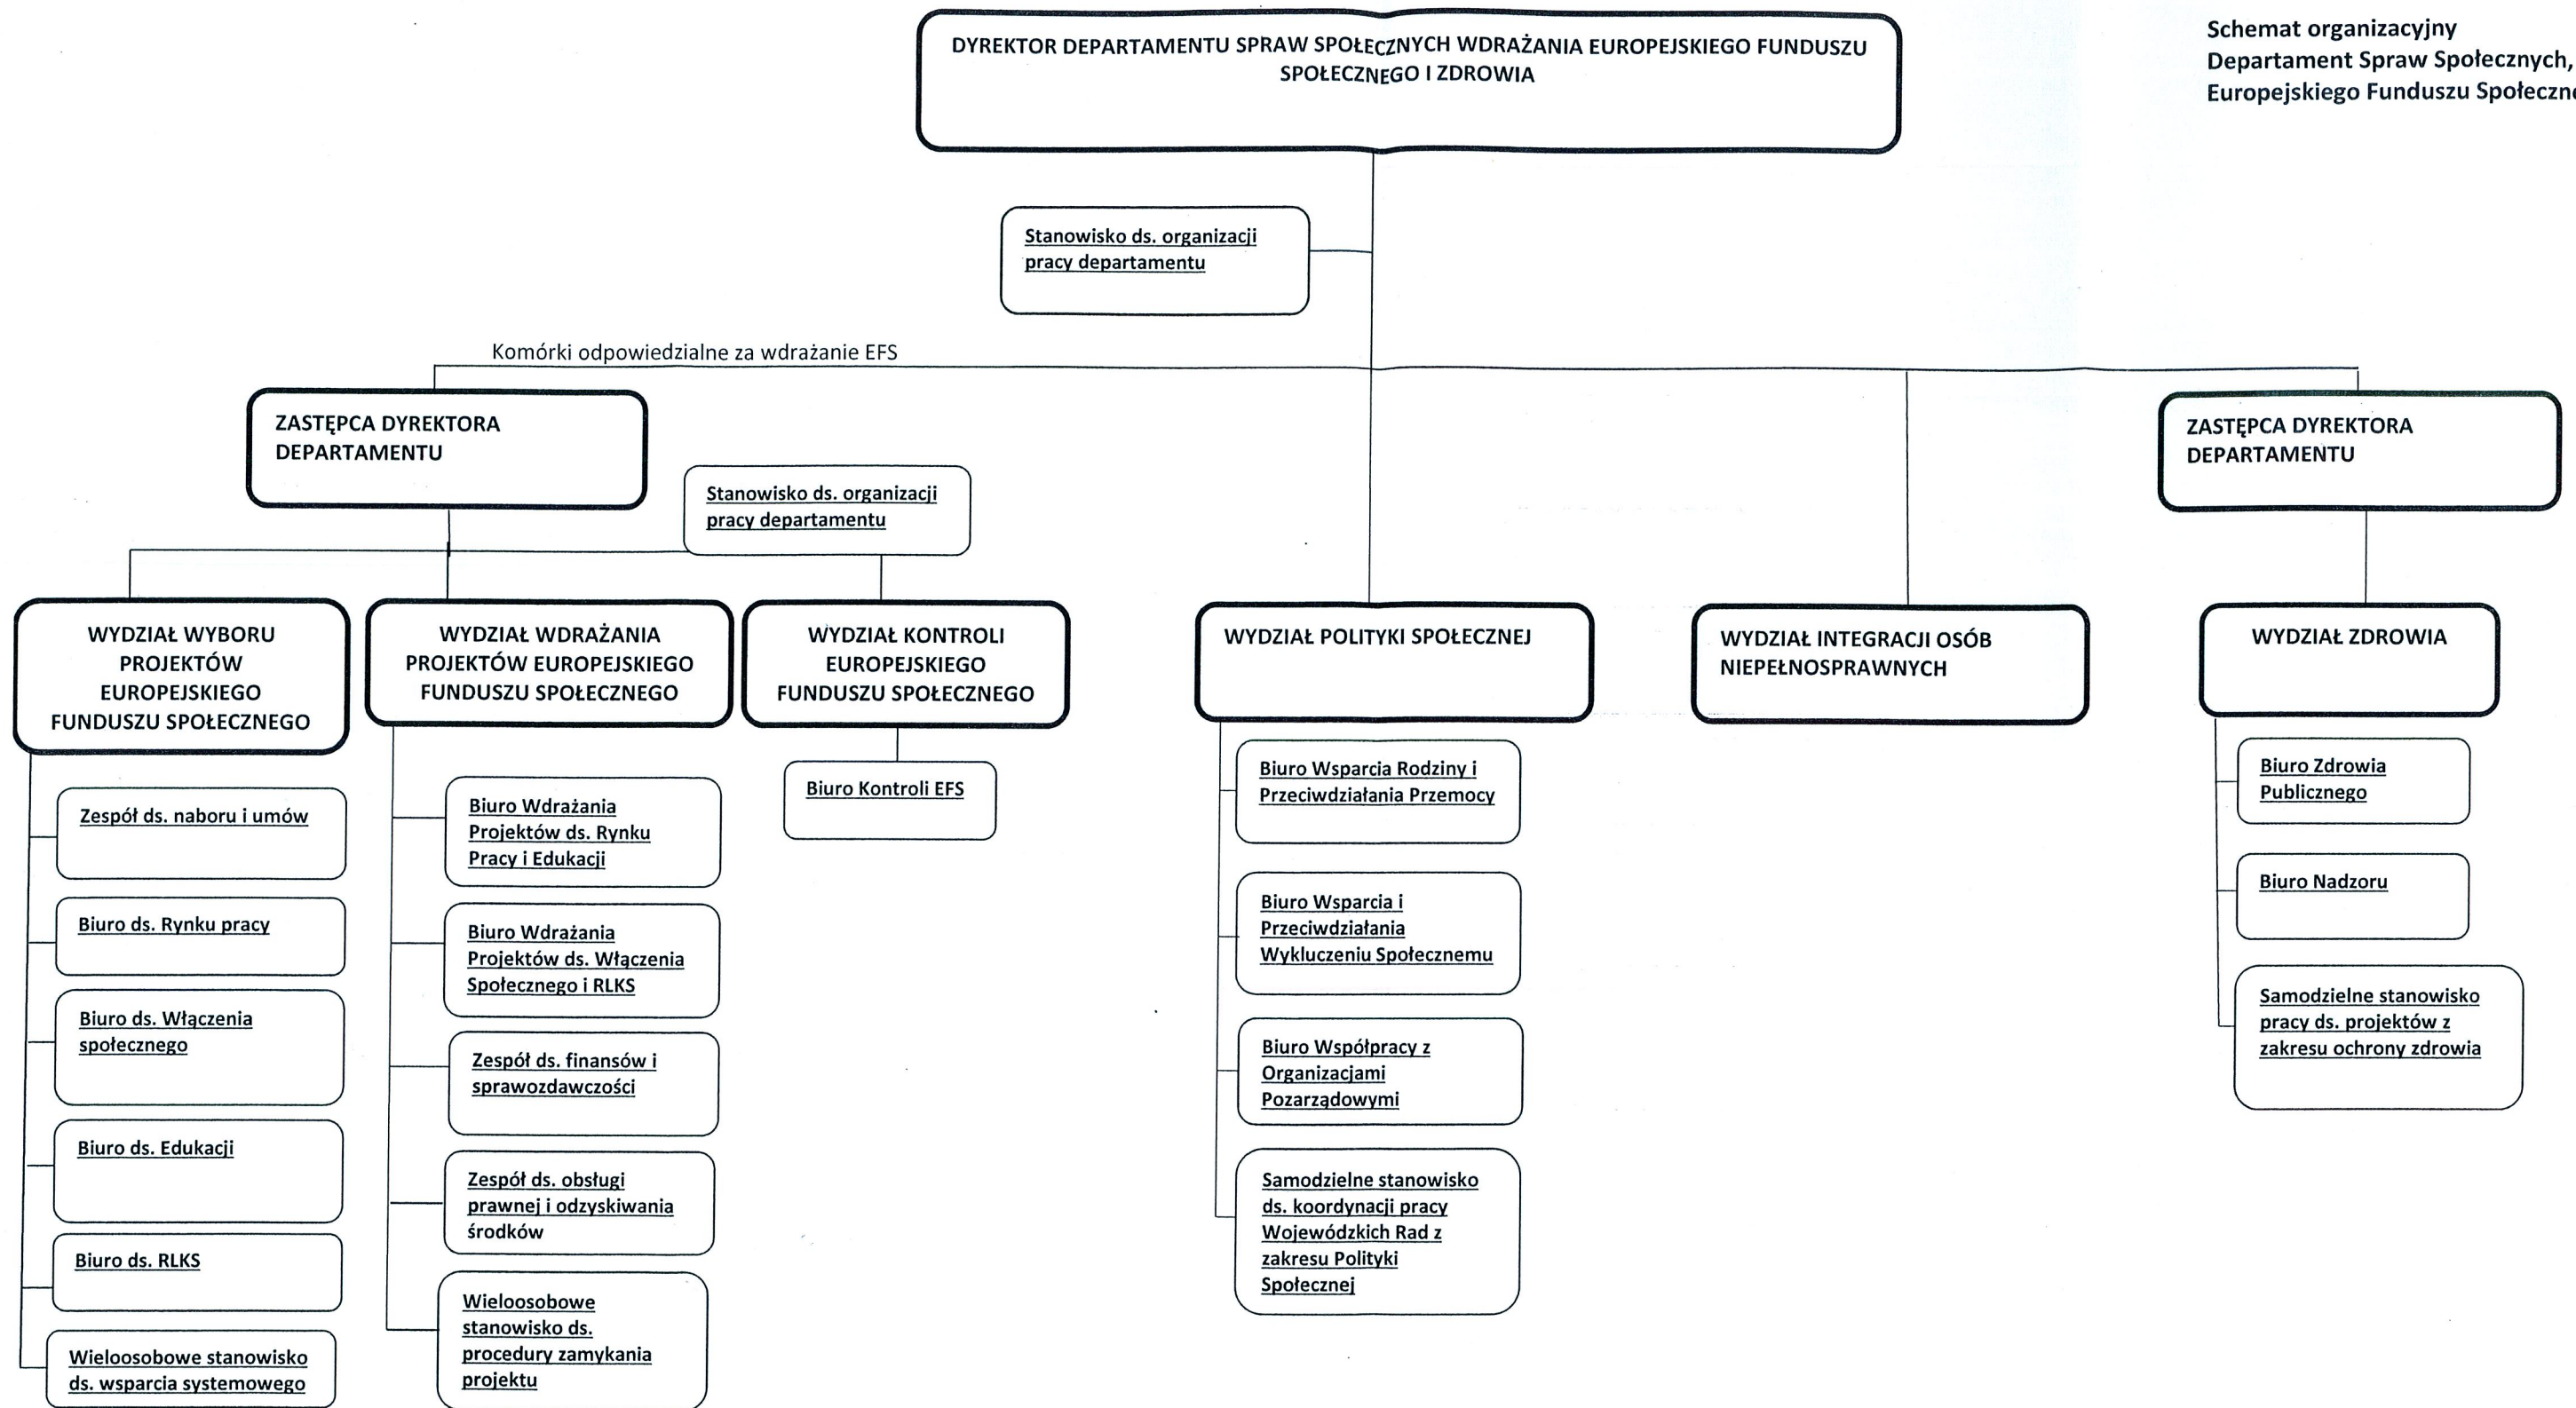 Schemat organizacyjny
Departament Spraw Społecznych,
Europejskiego Funduszu
DYREKTOR DEPARTAMENTU SPRAW SPOŁECZNYCH WDRAŻANIA EUROPEJSKIEGO FUNDUSZU
SPOŁECZNEGO I ZDROWIA
Stanowisko ds. organizacji
pracy departamentu
Komórki odpowiedzialne za wdrażanie EFS
ZASTĘPCA DYREKTORA
DEPARTAMENTU
Stanowisko ds. organizacji
pracy departamentu
ZASTĘPCA DYREKTORA
DEPARTAMENTU
WYDZIAŁ WYBORU
PROJEKTÓW
EUROPEJSKIEGO
FUNDUSZU SPOŁECZNEGO
Zespół ds. naboru i umów
Biuro ds. Rynku pracy
Biuro ds. Włączenia
społecznego
Biuro ds. Edukacji
Biuro ds. RLKS
Wieloosobowe stanowisko
ds. wsparcia systemowego
WYDZIAŁ WDRAŻANIA
PROJEKTÓW EUROPEJSKIEGO
FUNDUSZU SPOŁECZNEGO
Biuro Wdrażania
Projektów ds. Rynku
Pracy i Edukacji
Biuro Wdrażania
Projektów ds. Włączenia
Społecznego i RLKS
Zespół ds. finansów i
sprawozdawczości
Zespół ds. obsługi
prawnej i odzyskiwania
środków
Wieloosobowe
stanowisko ds.
procedury zamykania
projektu
WYDZIAŁ KONTROLI
EUROPEJSKIEGO
FUNDUSZU SPOŁECZNEGO
Biuro Kontroli EFS
WYDZIAŁ POLITYKI SPOŁECZNEJ
Biuro Wsparcia Rodziny i
Przeciwdziałania Przemocy
Biuro Wsparcia i
Przeciwdziałania
Wykluczeniu Społecznemu
Biuro Współpracy z
Organizacjami
Pozarządowymi
Samodzielne stanowisko
ds. koordynacji pracy
Wojewódzkich Rad z
zakresu Polityki
Społecznej
WYDZIAŁ INTEGRACJI OSÓB
NIEPEŁNOSPRAWNYCH
WYDZIAŁ ZDROWIA
Biuro Zdrowia
Publicznego
Biuro Nadzoru
Samodzielne stanowisko
pracy ds. projektów z
zakresu ochrony zdrowia